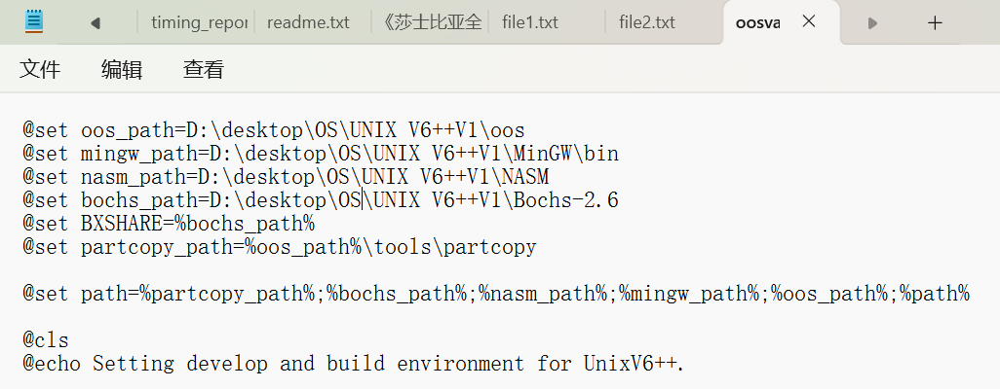 timing_repor readme.txt 《莎士比亚全 file1.txt file2.txt oosva
文件 编辑 查看
@set oos_path=D:\desktop\OS\UNIX V6++V1\oos
@set mingw_path=D:\desktop\OS\UNIX V6++V1\MinGW\bin
@set nasm_path=D:\desktop\OS\UNIX V6++V1\NASM
@set bochs_path=D:\desktop\OS\UNIX V6++V1\Bochs-2.6
@set BXSHARE=%bochs_path%
@set partcopy_path=%oos_path%\tools\partcopy
@set path=%partcopy_path%;%bochs_path%;%nasm_path%;%mingw_path%;%oos_path%;%path%
@cls
@echo Setting develop and build environment for UnixV6++.